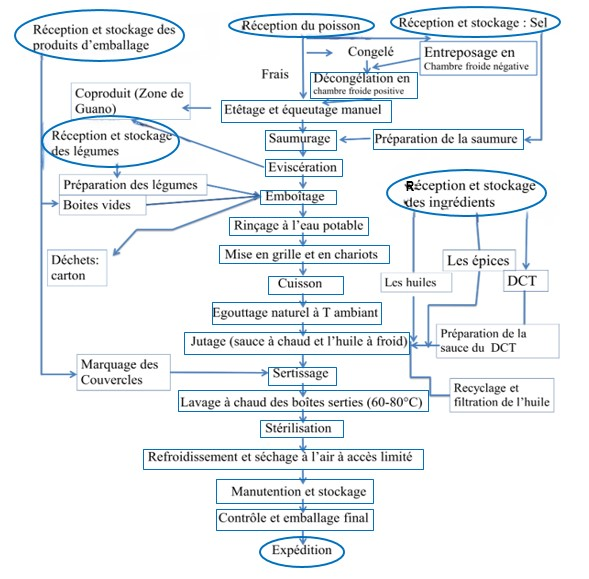 Réception et stockage des
produits d'emballage
Réception du poisson
Réception et stockage : Sel
Congelé
Entreposage en
Chambre froide négative
Frais
Décongélation en
chambre froide positive
Coproduit (Zone de
Guano)
Etêtage et équeutage manuel
Réception et stockage
des légumes
Saumurage
Préparation de la saumure
Eviscération
Préparation des légumes
Boites vides
Emboîtage
Réception et stockage
des ingrédients
Rinçage à l'eau potable
Déchets:
carton
Mise en grille et en chariots
Les épices
Les huiles
DCT
Cuisson
Egouttage naturel à T ambiant
Jutage (sauce à chaud et l'huile à froid)
Préparation de la
sauce du DCT
Marquage des
Couvercles
Sertissage
Recyclage et
filtration de l'huile
Lavage à chaud des boîtes serties (60-80°C)
Stérilisation
Refroidissement et séchage à l'air à accès limité
Manutention et stockage
Contrôle et emballage final
Expédition